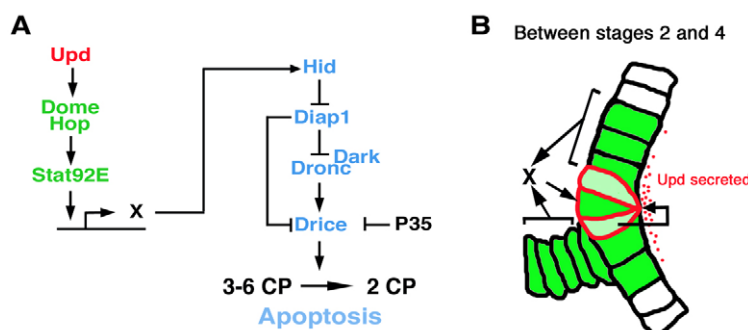 A
Upd
Dome
Hop
Stat92E
X
Hid
Diap1
Dark
Dronc
Drice
P35
3-6 CP
2 CP
Apoptosis
B
Between stages 2 and 4
X
Upd secreted